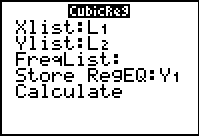 CubicReg
Xlist:L₁
Ylist:L₂
FreqList:
Store RegEQ:Y₁
Calculate